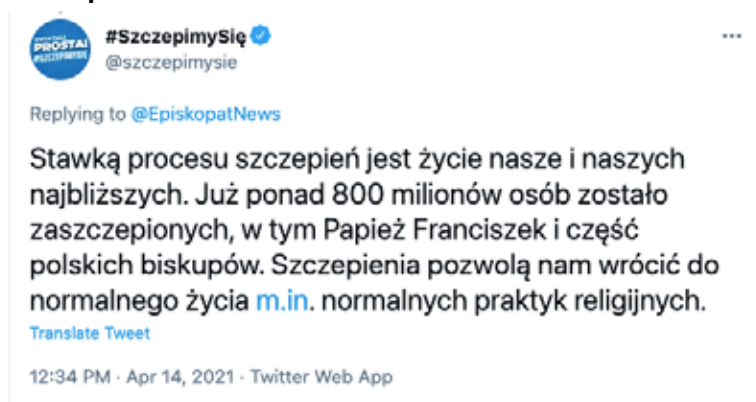 #SzczepimySię
PROSTA!
#SZCZEPIMYSIĘ
@szczepimysie
Replying to @EpiskopatNews
Stawką procesu szczepień jest życie nasze i naszych
najbliższych. Już ponad 800 milionów osób zostało
zaszczepionych, w tym Papież Franciszek i część
polskich biskupów. Szczepienia pozwolą nam wrócić do
normalnego życia m.in. normalnych praktyk religijnych.
Translate Tweet
12:34 PM · Apr 14, 2021 · Twitter Web App